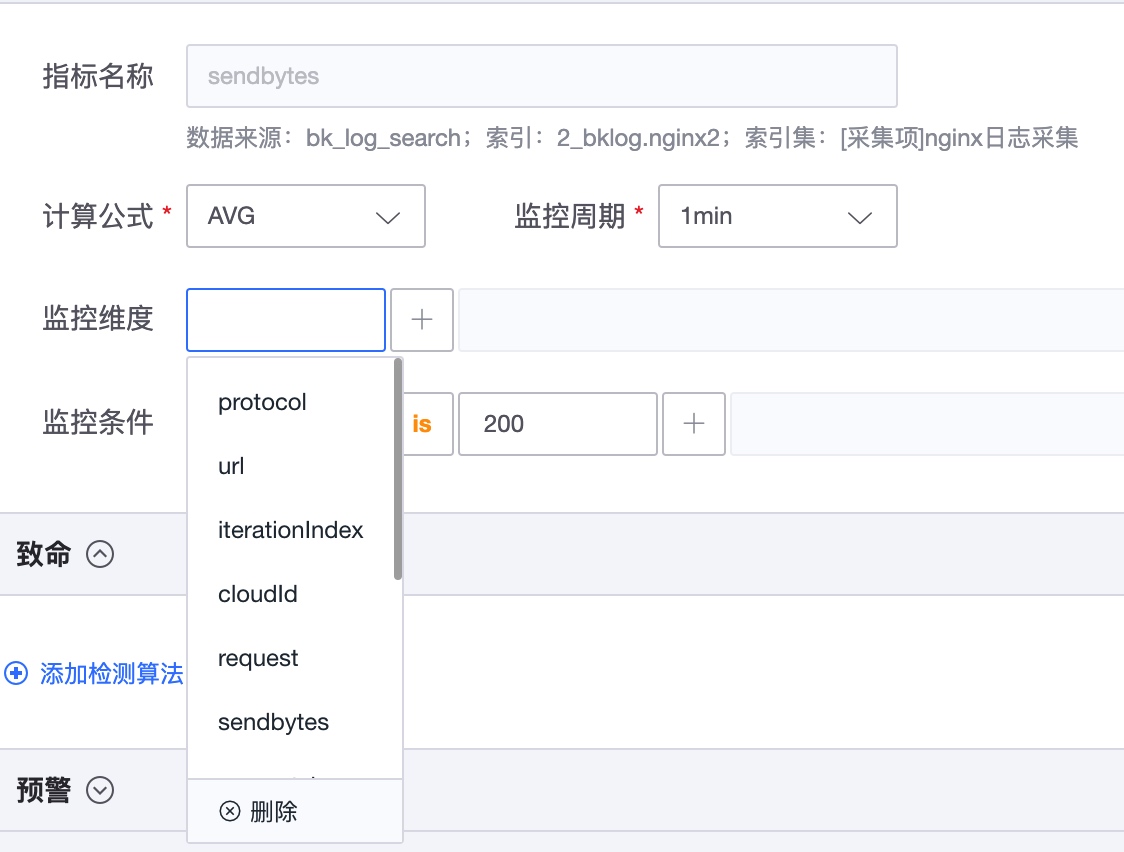 指标名称 sendbytes
数据来源：bk_log_search；索引：2_bklog.nginx2；索引集：[采集项]nginx日志采集
计算公式 * AVG 监控周期 * 1min
监控维度
protocol
监控条件 is 200
url
iterationIndex
致命
cloudId
request
添加检测算法
sendbytes
预警
删除